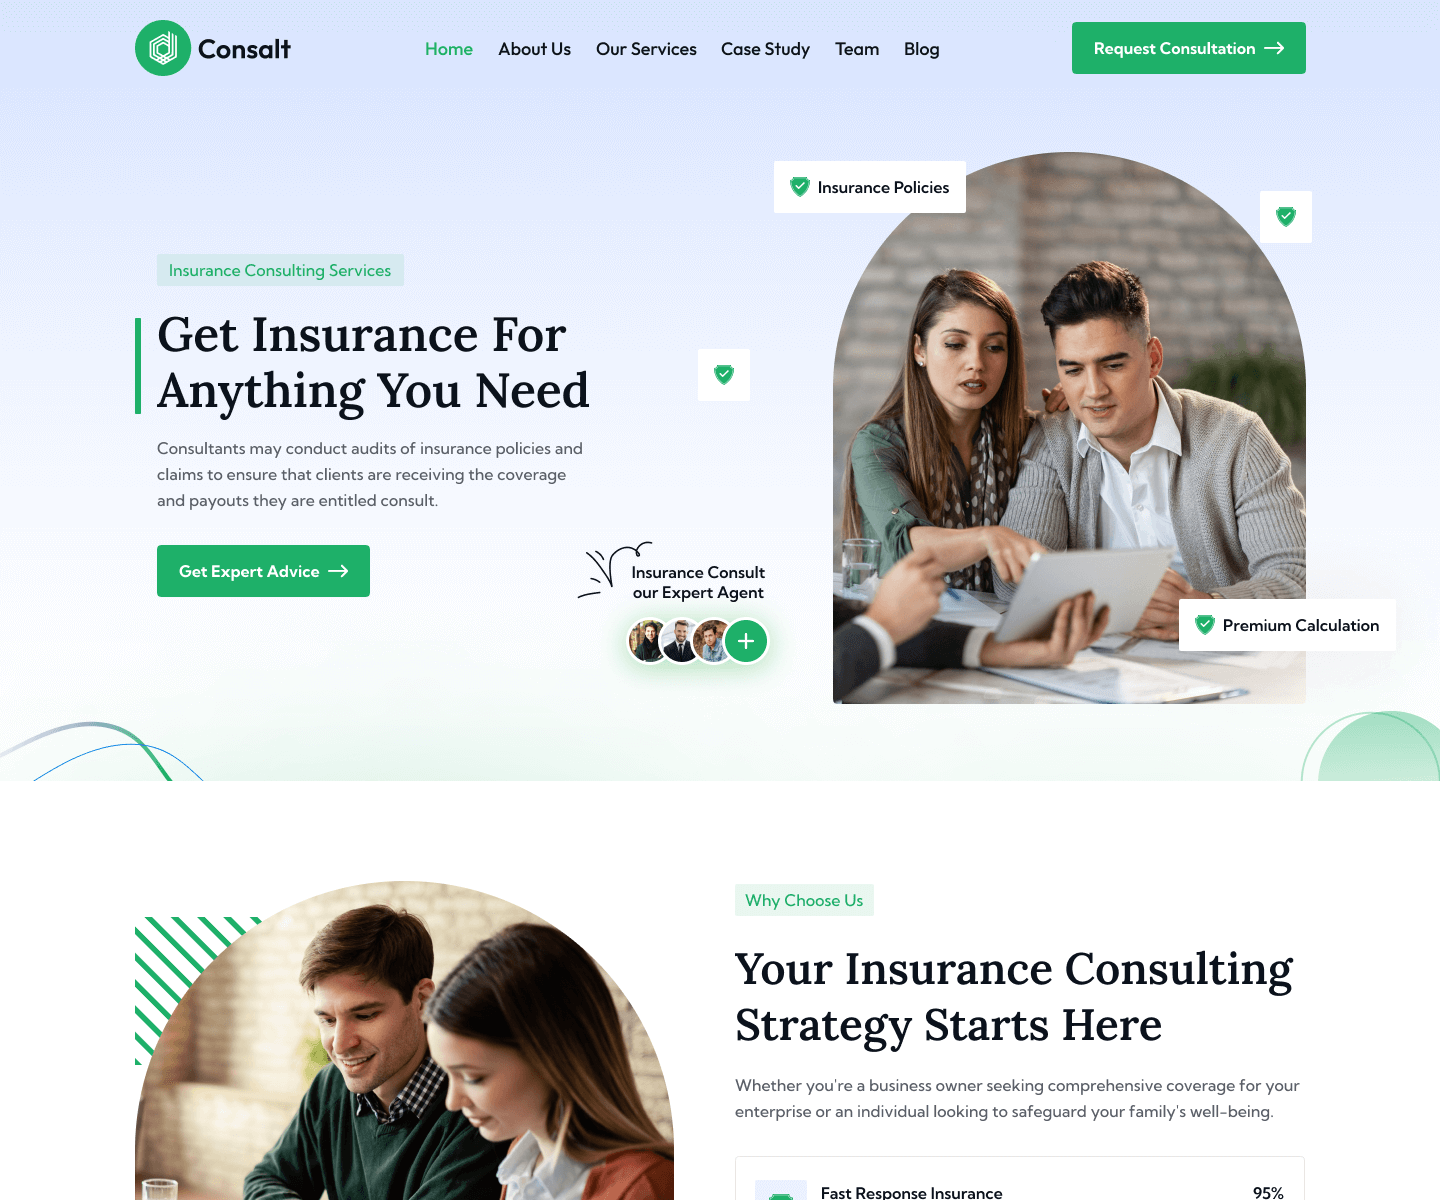 Consalt
Home
About Us
Our Services
Case Study
Team
Blog
Request Consultation
Insurance Policies
Insurance Consulting Services
Get Insurance For
Anything You Need
Consultants may conduct audits of insurance policies and
claims to ensure that clients are receiving the coverage
and payouts they are entitled consult.
Get Expert Advice
Insurance Consult
our Expert Agent
Premium Calculation
Why Choose Us
Your Insurance Consulting
Strategy Starts Here
Whether you're a business owner seeking comprehensive coverage for your
enterprise or an individual looking to safeguard your family's well-being.
Fast Response Insurance
95%